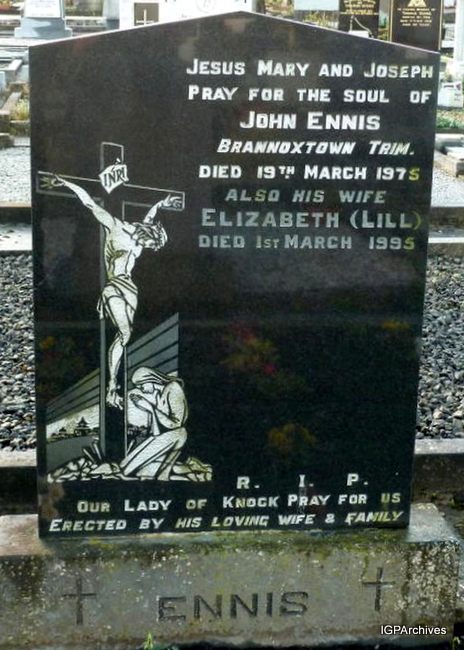 JESUS MARY AND JOSEPH
PRAY FOR THE SOUL OF
JOHN ENNIS
BRANNOXTOWN TRIM.
DIED 19TH MARCH 1975
ALSO HIS WIFE
ELIZABETH (LILL)
DIED 1ST MARCH 1995
INRI
R. I. P.
OUR LADY OF KNOCK PRAY FOR US
ERECTED BY HIS LOVING WIFE & FAMILY
ENNIS
IGPArchives